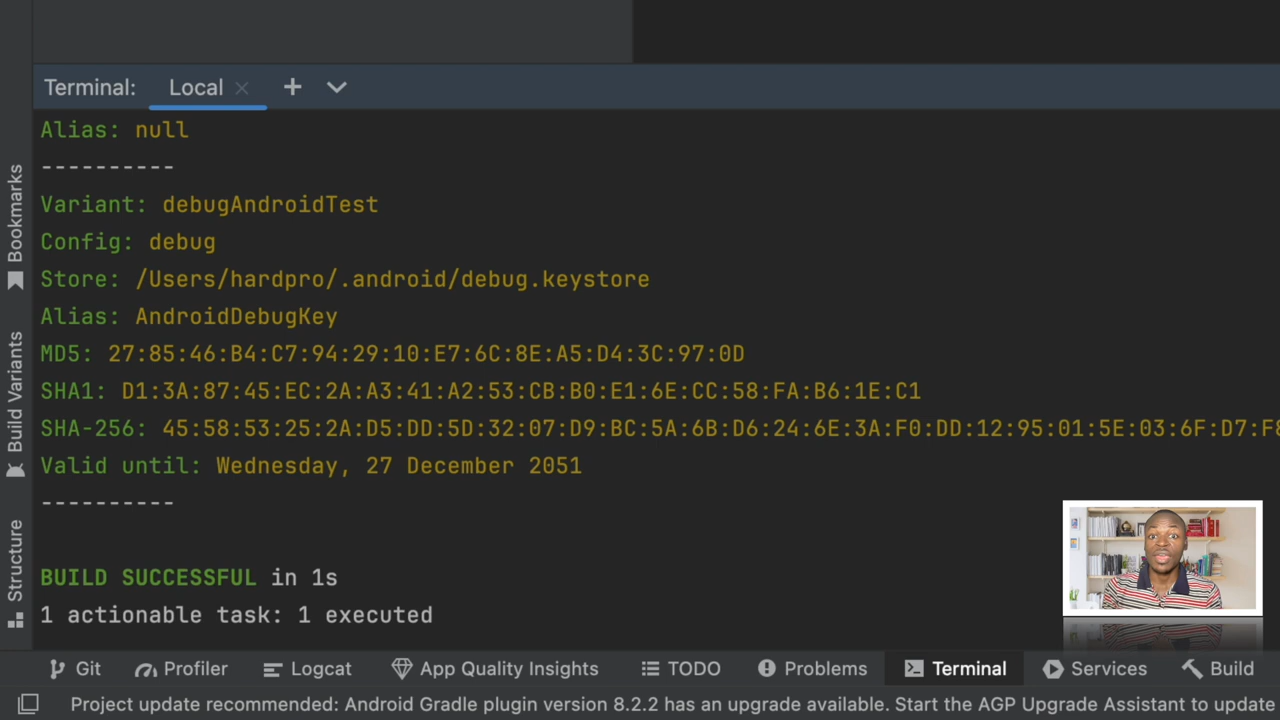 Terminal: Local
Alias: null
----------
Variant: debugAndroidTest
Config: debug
Store: /Users/hardpro/.android/debug.keystore
Alias: AndroidDebugKey
MD5: 27:85:46:B4:C7:94:29:10:E7:6C:8E:A5:D4:3C:97:0D
SHA1: D1:3A:87:45:EC:2A:A3:41:A2:53:CB:B0:E1:6E:CC:58:FA:B6:1E:C1
SHA-256: 45:58:53:25:2A:D5:DD:5D:32:07:D9:BC:5A:6B:D6:24:6E:3A:F0:DD:12:95:01:5E:03:6F:D7:F8
Valid until: Wednesday, 27 December 2051
----------
BUILD SUCCESSFUL in 1s
1 actionable task: 1 executed
Bookmarks
Build Variants
Structure
Git Profiler Logcat App Quality Insights TODO Problems Terminal Services Build
Project update recommended: Android Gradle plugin version 8.2.2 has an upgrade available. Start the AGP Upgrade Assistant to update